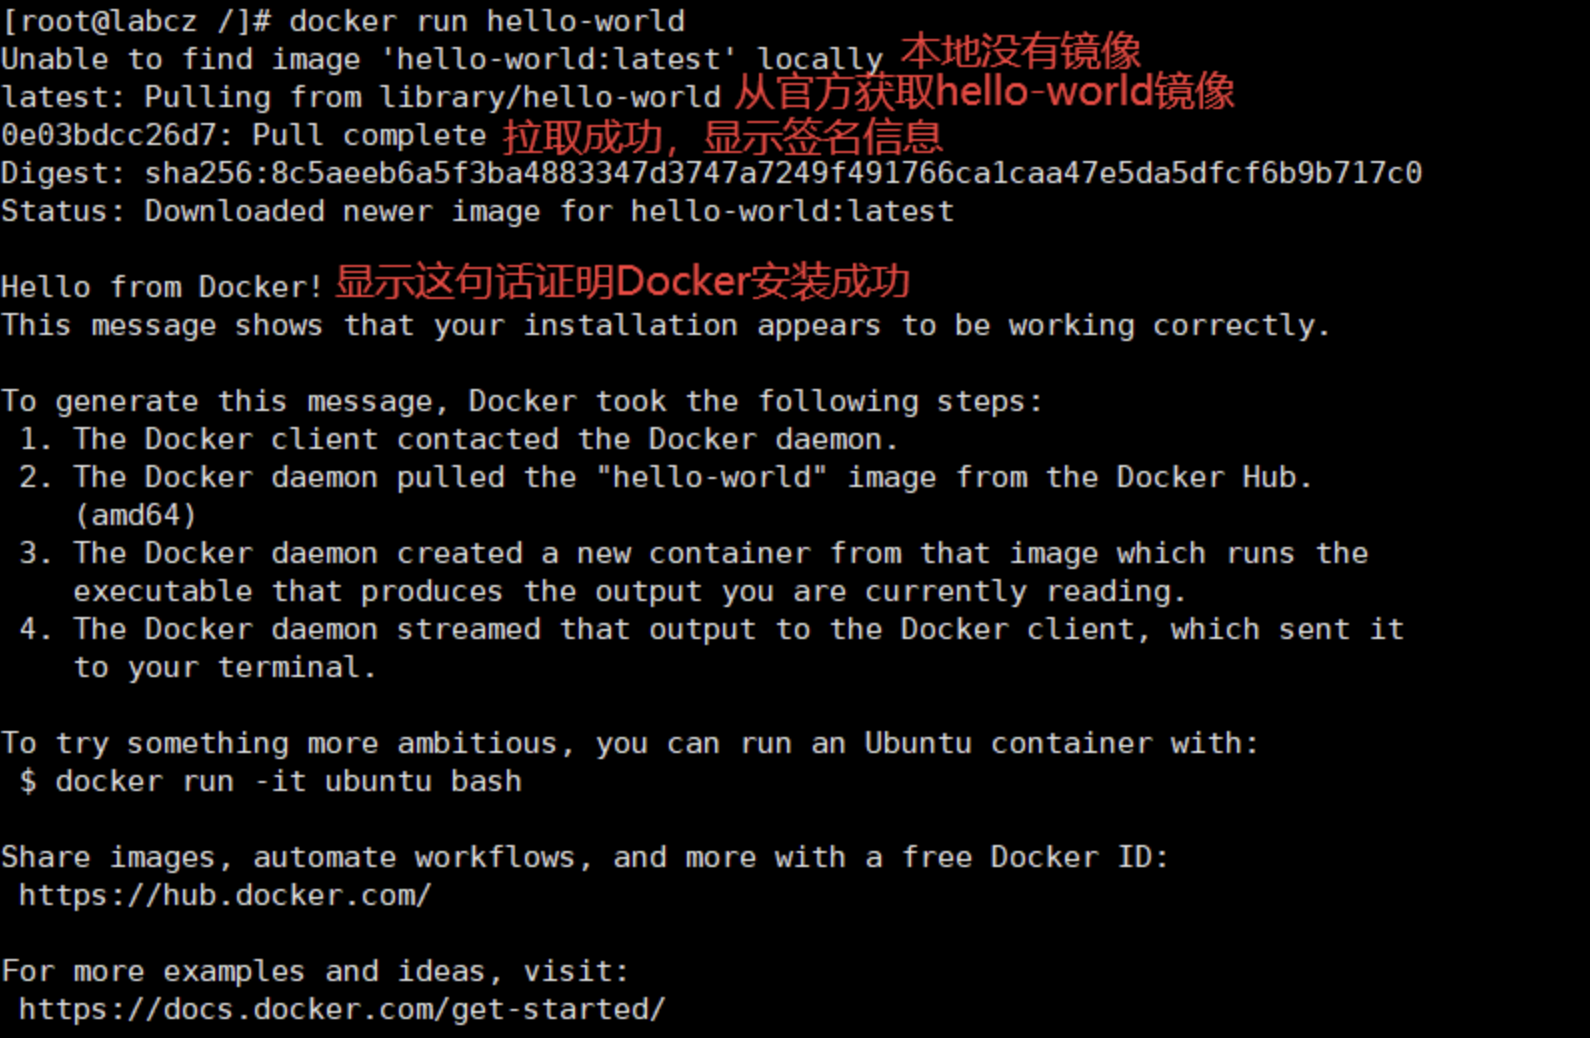 [root@labcz /]# docker run hello-world
Unable to find image 'hello-world:latest' locally 本地没有镜像
latest: Pulling from library/hello-world 从官方获取hello-world镜像
0e03bdcc26d7: Pull complete 拉取成功，显示签名信息
Digest: sha256:8c5aeeb6a5f3ba4883347d3747a7249f491766ca1caa47e5da5dfcf6b9b717c0
Status: Downloaded newer image for hello-world:latest
Hello from Docker! 显示这句话证明Docker安装成功
This message shows that your installation appears to be working correctly.
To generate this message, Docker took the following steps:
1. The Docker client contacted the Docker daemon.
2. The Docker daemon pulled the "hello-world" image from the Docker Hub.
(amd64)
3. The Docker daemon created a new container from that image which runs the
executable that produces the output you are currently reading.
4. The Docker daemon streamed that output to the Docker client, which sent it
to your terminal.
To try something more ambitious, you can run an Ubuntu container with:
$ docker run -it ubuntu bash
Share images, automate workflows, and more with a free Docker ID:
https://hub.docker.com/
For more examples and ideas, visit:
https://docs.docker.com/get-started/